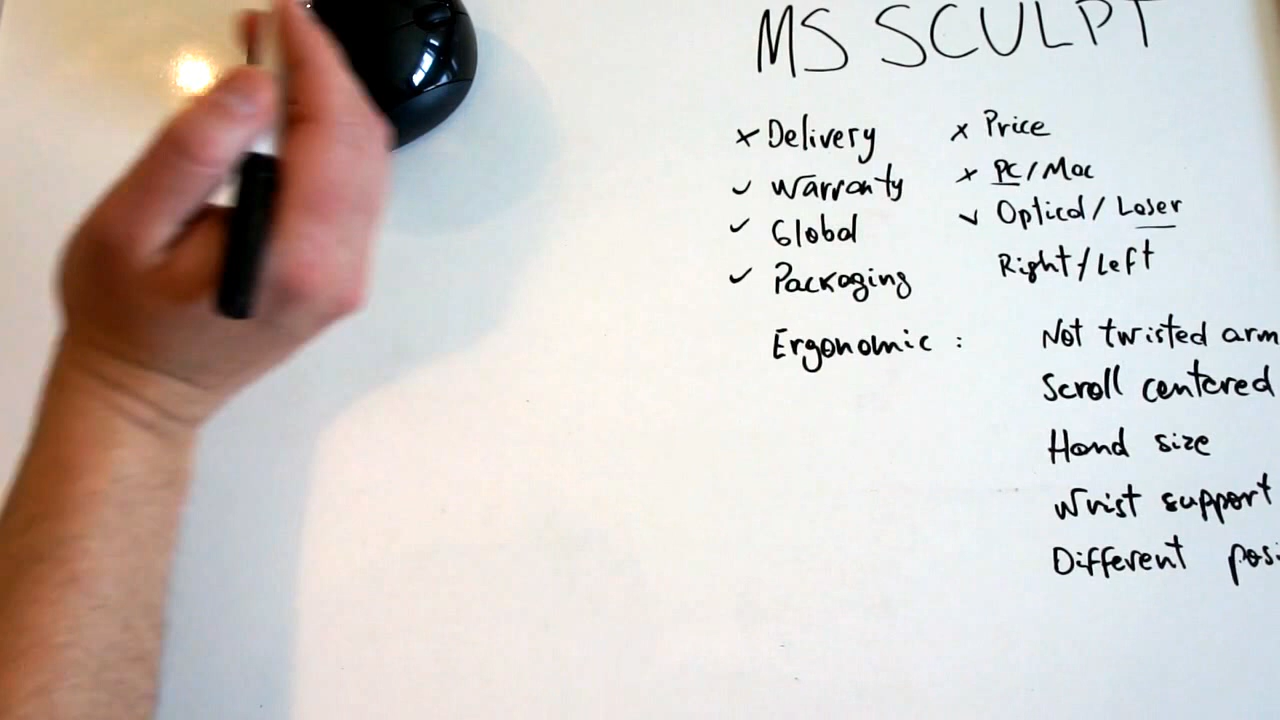 MS SCULPT
× Delivery
✓ Warranty
✓ Global
✓ Packaging
× Price
× PC/Mac
✓ Optical/Laser
Right/Left
Ergonomic :
Not twisted arm
Scroll centered
Hand size
Wrist support
Different posi